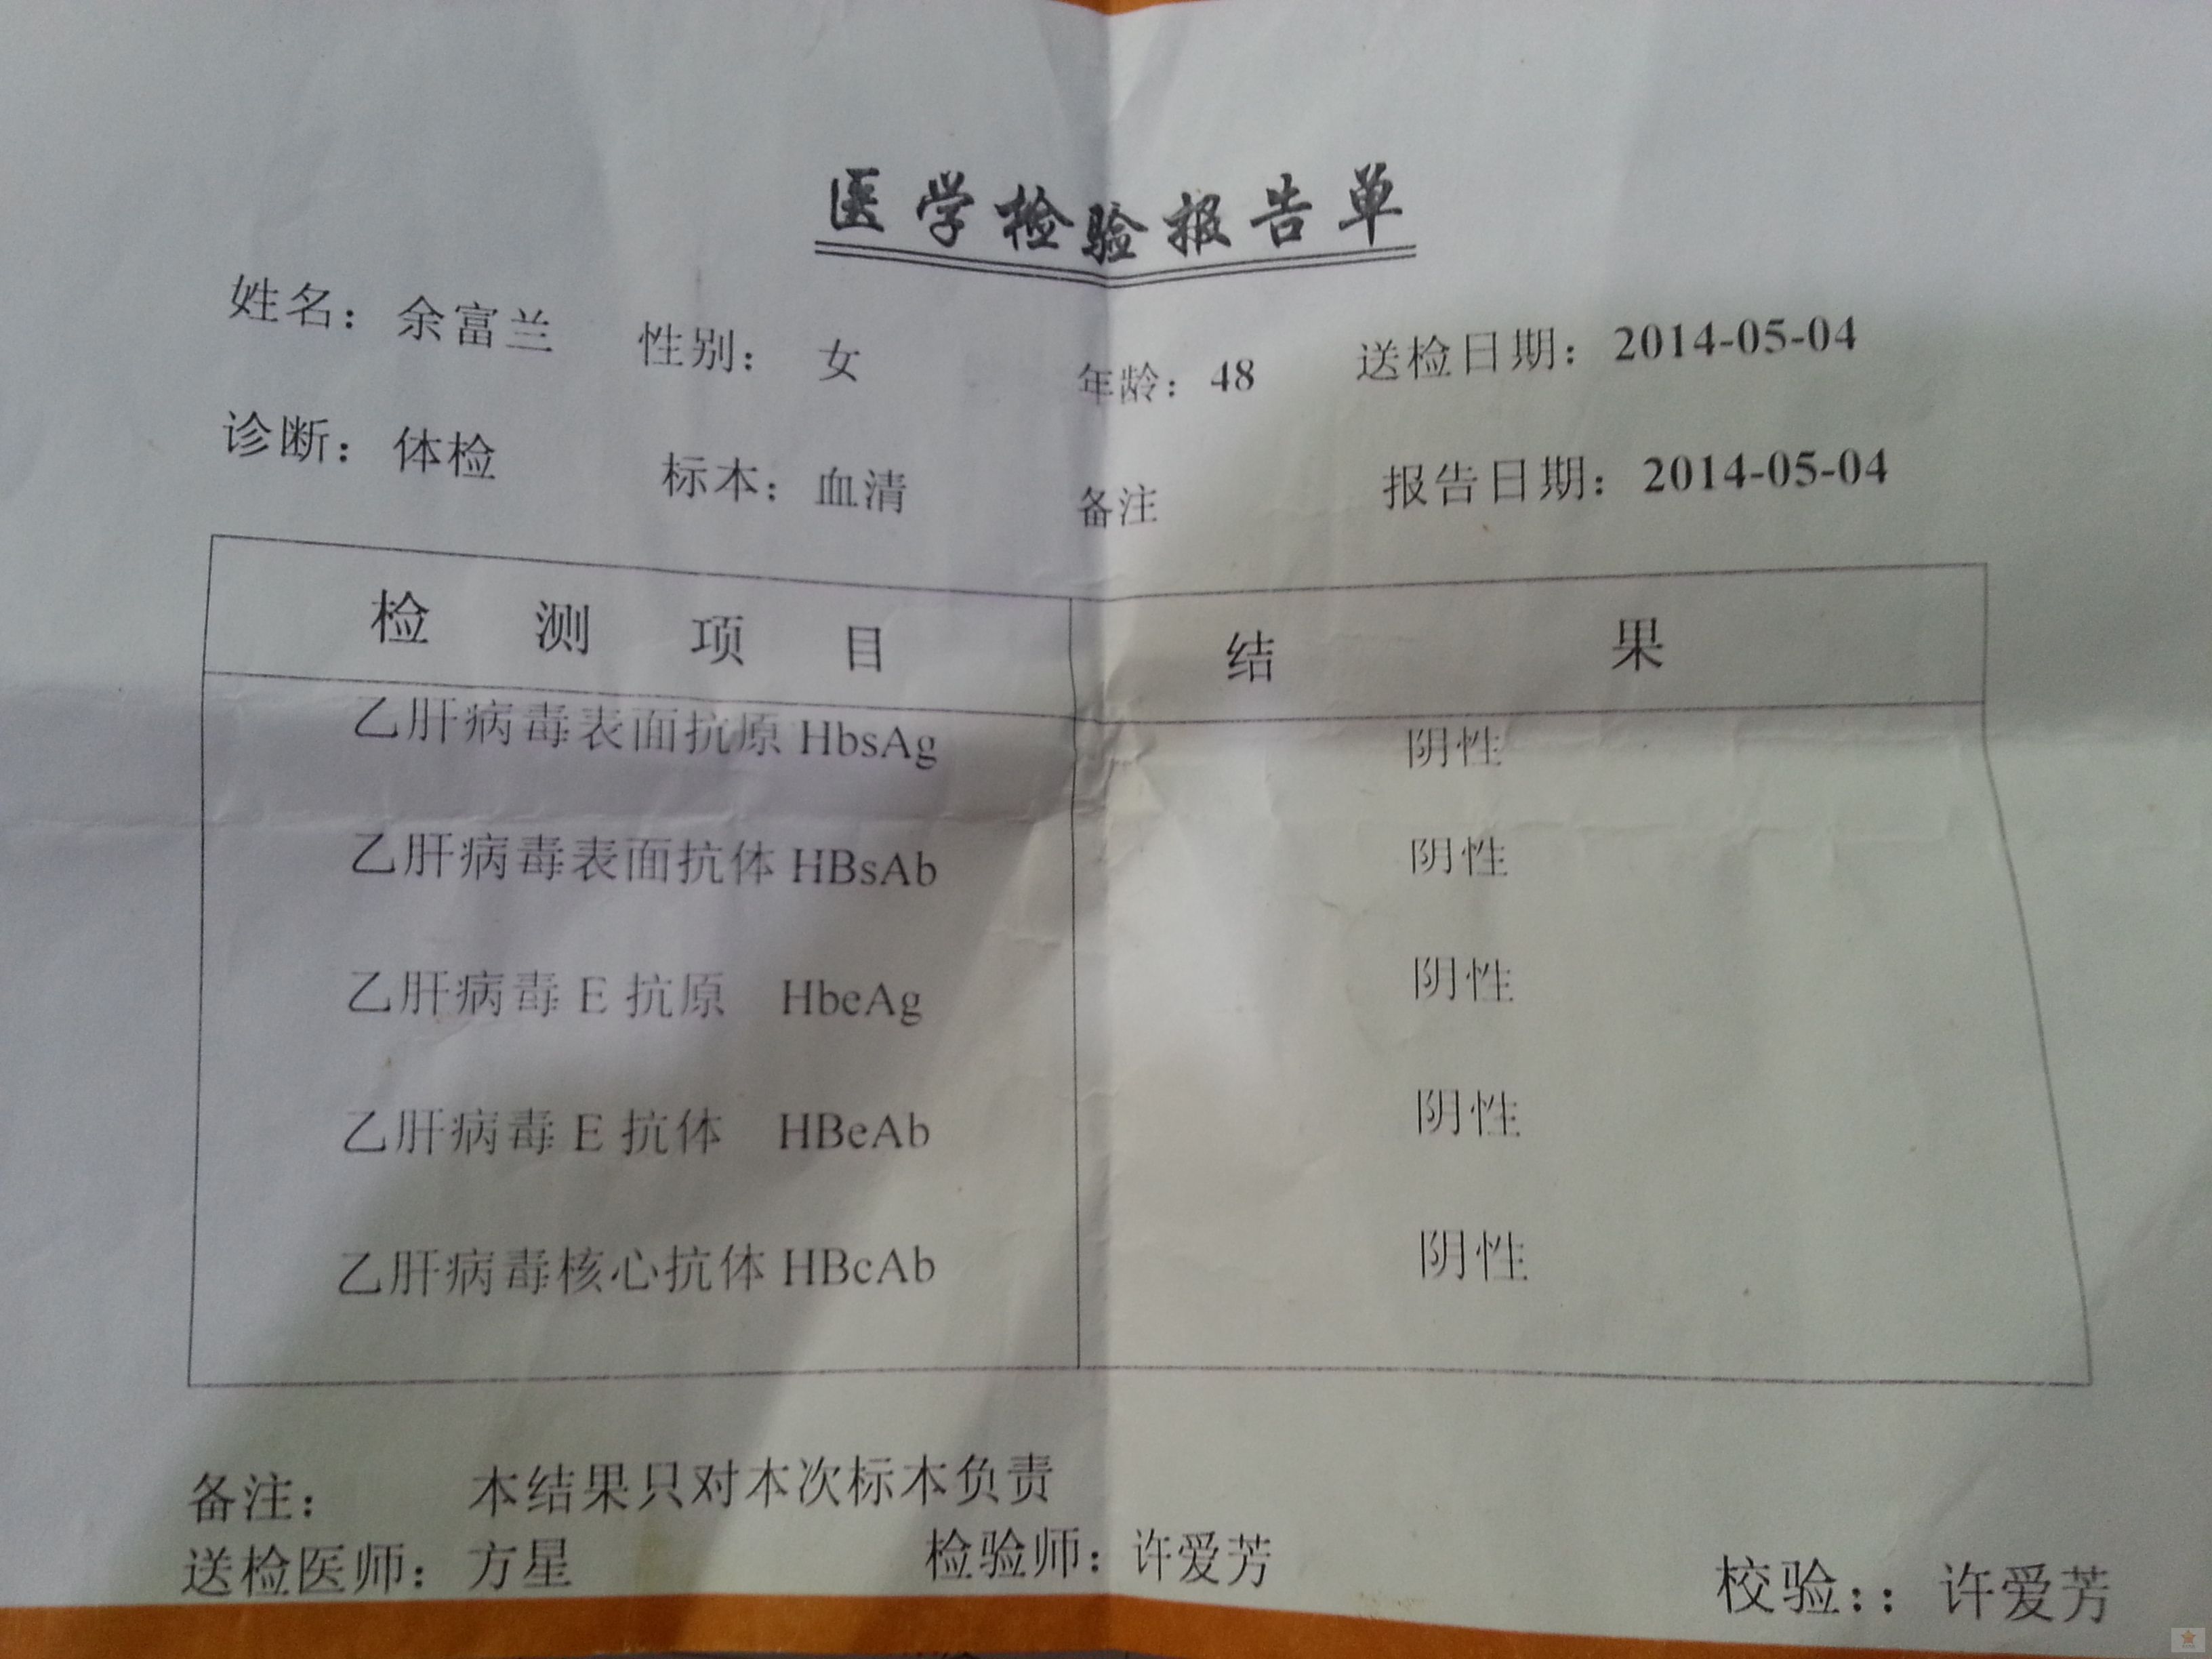 医学检验报告单
姓名：余富兰 性别：女 年龄：48 送检日期：2014-05-04
诊断：体检 标本：血清 备注 报告日期：2014-05-04
检测项目 结果
乙肝病毒表面抗原 HbsAg 阴性
乙肝病毒表面抗体 HBsAb 阴性
乙肝病毒 E 抗原 HbeAg 阴性
乙肝病毒 E 抗体 HBeAb 阴性
乙肝病毒核心抗体 HBcAb 阴性
备注： 本结果只对本次标本负责
送检医师：方星 检验师：许爱芳 校验：：许爱芳